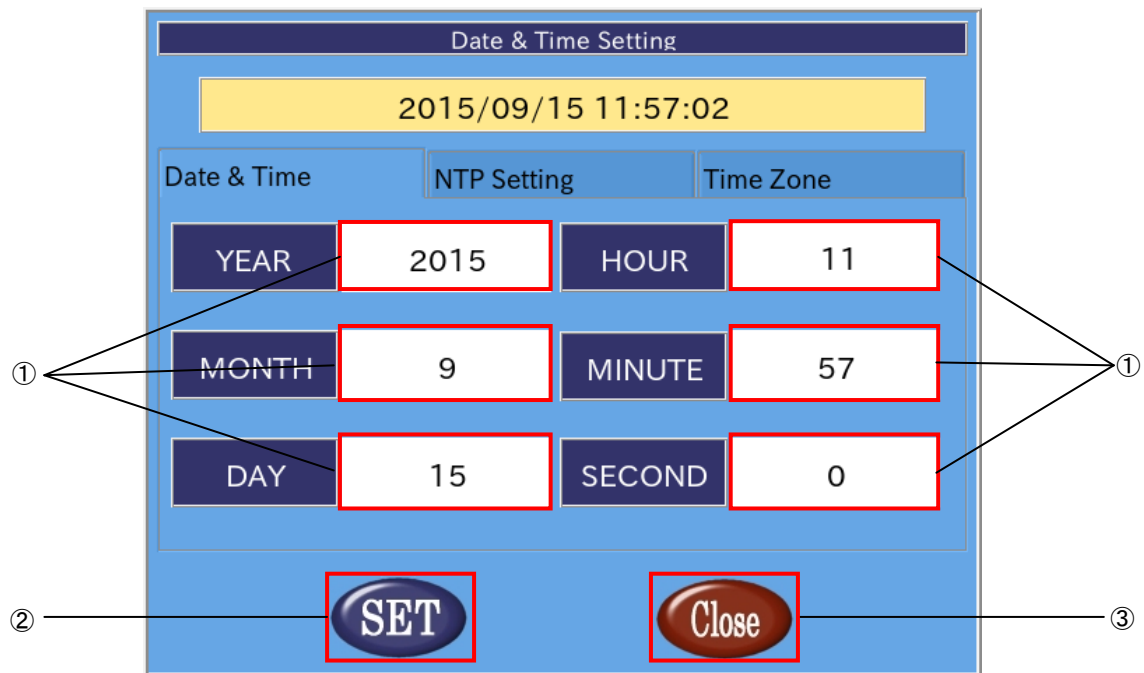 Date & Time Setting
2015/09/15 11:57:02
Date & Time NTP Setting Time Zone
YEAR 2015 HOUR 11
① MONTH 9 MINUTE 57 ①
DAY 15 SECOND 0
② SET Close ③